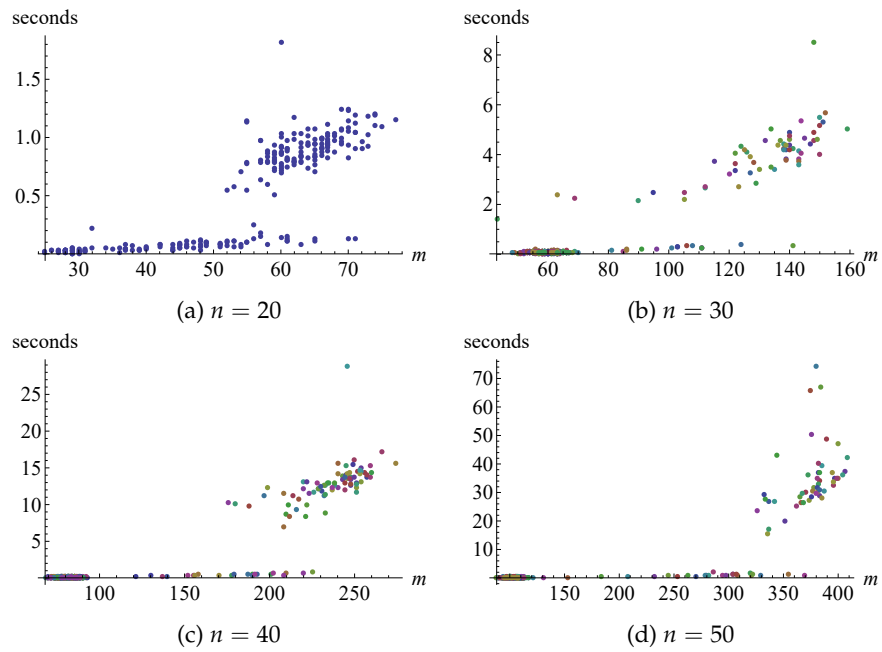 seconds
1.5
1.0
0.5
30 40 50 60 70 m
(a) n = 20
seconds
8
6
4
2
60 80 100 120 140 160 m
(b) n = 30
seconds
25
20
15
10
5
100 150 200 250 m
(c) n = 40
seconds
70
60
50
40
30
20
10
150 200 250 300 350 400 m
(d) n = 50